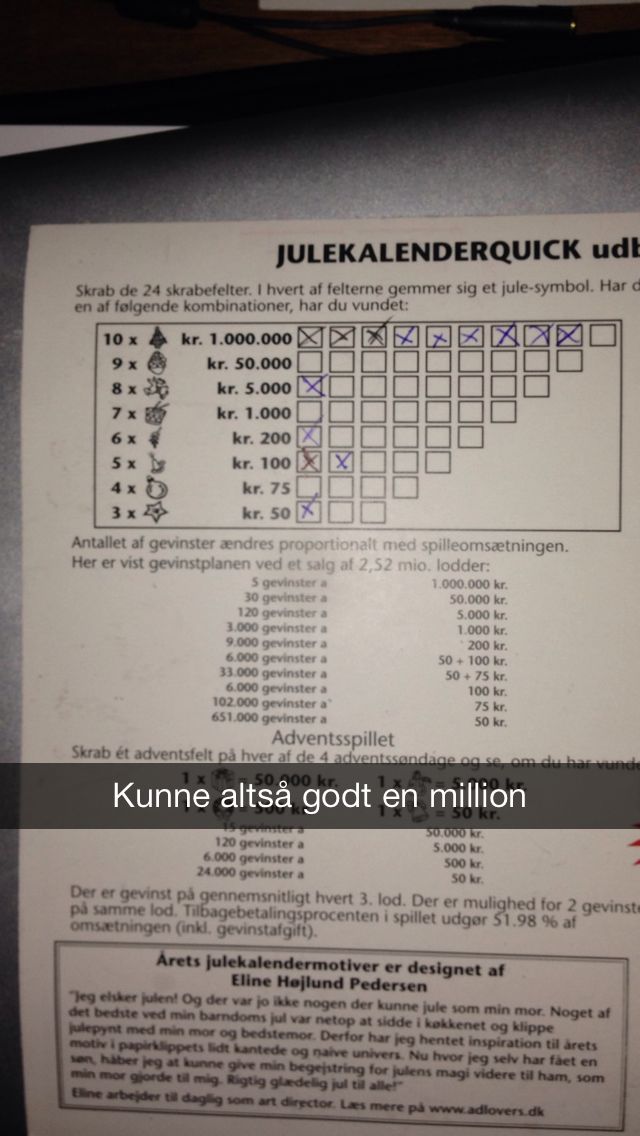 JULEKALENDERQUICK
Skrab de 24 skrabefelter. I hvert af felterne gemmer sig et jule-symbol. Har
en af følgende kombinationer, har du vundet:
10 x kr. 1.000.000
9 x kr. 50.000
8 x kr. 5.000
7 x kr. 1.000
6 x kr. 200
5 x kr. 100
4 x kr. 75
3 x kr. 50
Antallet af gevinster ændres proportionalt med spilleomsætningen.
Her er vist gevinstplanen ved et salg af 2,52 mio. lodder:
5 gevinster a 1.000.000 kr.
30 gevinster a 50.000 kr.
120 gevinster a 5.000 kr.
3.000 gevinster a 1.000 kr.
9.000 gevinster a 200 kr.
6.000 gevinster a 50 + 100 kr.
33.000 gevinster a 50 + 75 kr.
6.000 gevinster a 100 kr.
102.000 gevinster a 75 kr.
651.000 gevinster a 50 kr.
Adventsspillet
Skrab ét adventsfelt på hver af de 4 adventssøndage og se, om du har
1 x = 50.000 kr. 1 x = 5.000 kr.
Kunne altså godt en million
1 x = 500 kr. 1 x = 50 kr.
15 gevinster a 50.000 kr.
120 gevinster a 5.000 kr.
6.000 gevinster a 500 kr.
24.000 gevinster a 50 kr.
Der er gevinst på gennemsnitligt hvert 3. lod. Der er mulighed for 2
på samme lod. Tilbagebetalingsprocenten i spillet udgør 51.98 % af
omsætningen (inkl. gevinstafgift).
Årets julekalendermotiver er designet af
Eline Højlund Pedersen
"Jeg elsker julen! Og der var jo ikke nogen der kunne jule som min mor. Noget af
det bedste ved min barndoms jul var netop at sidde i køkkenet og klippe
julepynt med min mor og bedstemor. Derfor har jeg hentet inspiration til årets
motiv i papirklippets lidt kantede og naive univers. Nu hvor jeg selv har fået en
søn, håber jeg at kunne give min begejstring for julens magi videre til ham, som
min mor gjorde til mig. Rigtig glædelig jul til alle!"
Eline arbejder til daglig som art director. Læs mere på www.adlovers.dk